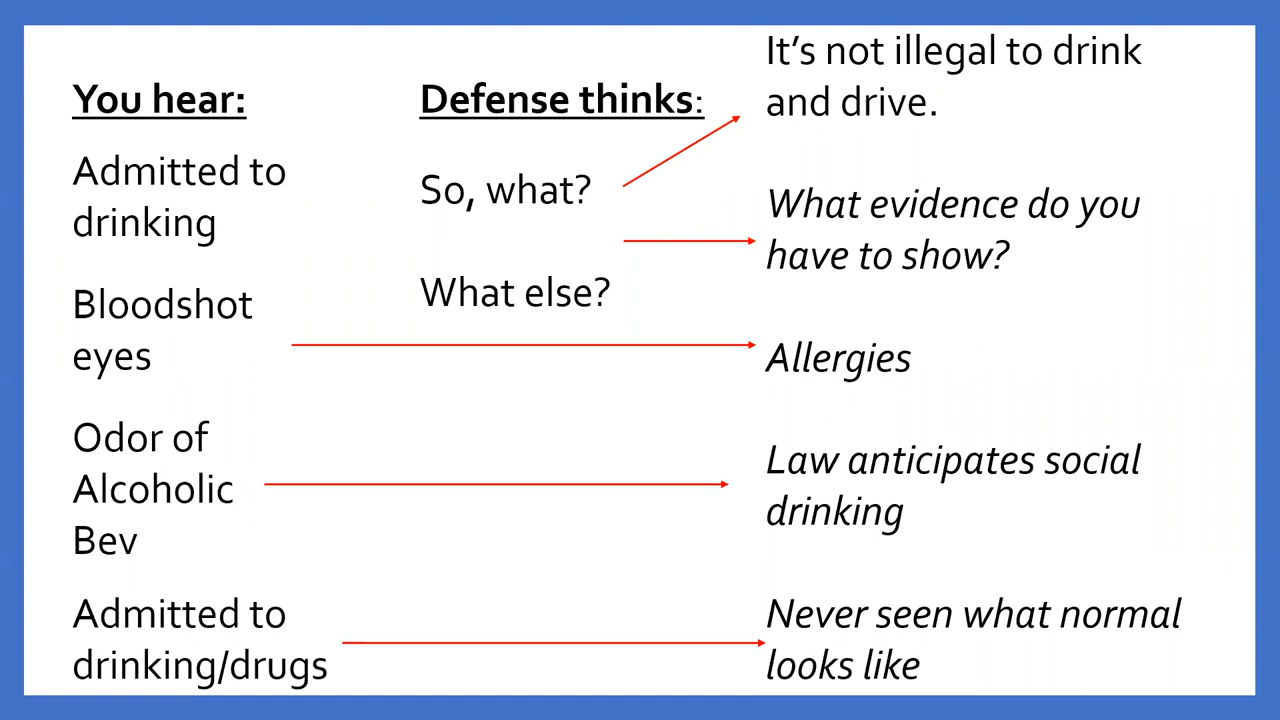 You hear:
Admitted to
drinking
Bloodshot
eyes
Odor of
Alcoholic
Bev
Admitted to
drinking/drugs
Defense thinks:
So, what?
What else?
It’s not illegal to drink
and drive.
What evidence do you
have to show?
Allergies
Law anticipates social
drinking
Never seen what normal
looks like